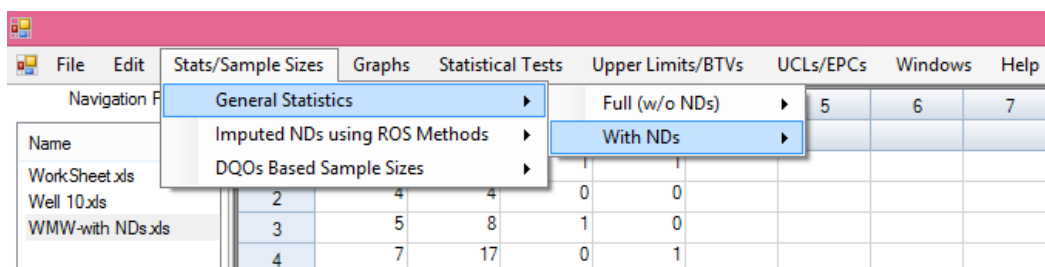 File Edit Stats/Sample Sizes Graphs Statistical Tests Upper Limits/BTVs UCLs/EPCs Windows Help
Navigation General Statistics Full (w/o NDs) 5 6 7
Name Imputed NDs using ROS Methods With NDs
WorkSheet.xls DQOs Based Sample Sizes 1 1
Well 10.xls 2 4 4 0 0
WMW-with NDs.xls 3 5 8 1 0
4 7 17 0 1